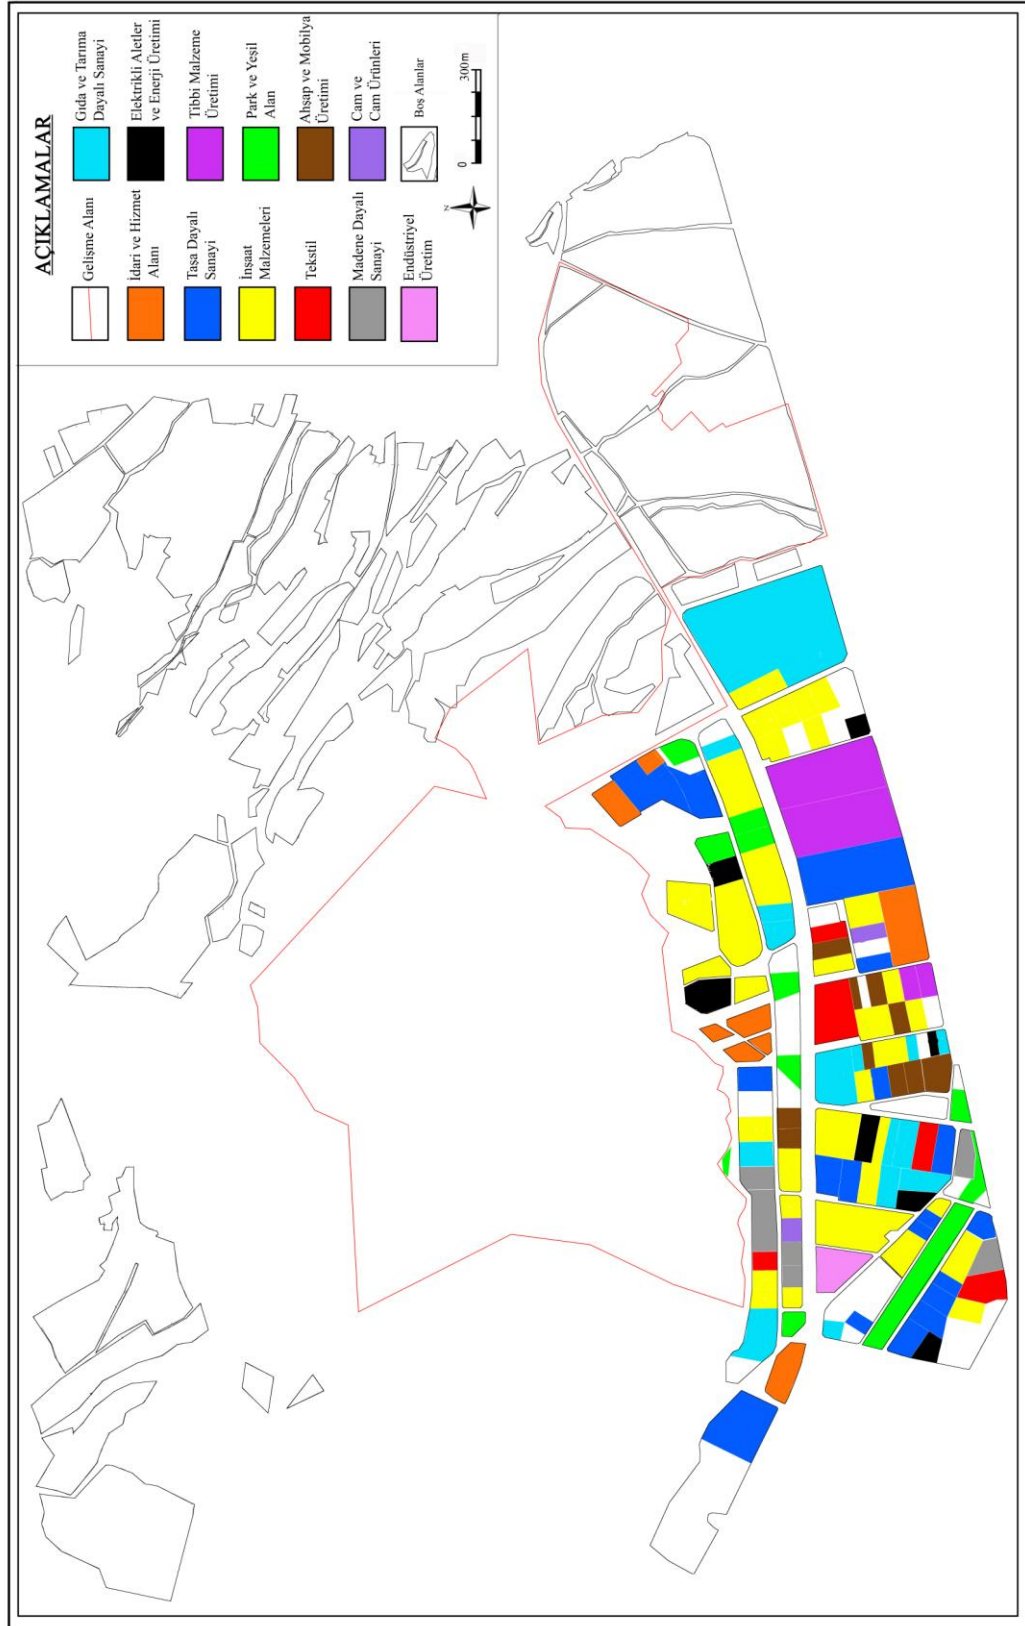 AÇIKLAMALAR
Gelişme Alanı
İdari ve Hizmet
Alanı
Taşa Dayalı
Sanayi
İnşaat
Malzemeleri
Tekstil
Madene Dayalı
Sanayi
Endüstriyel
Üretim
Gıda ve Tarıma
Dayalı Sanayi
Elektrikli Aletler
ve Enerji Üretimi
Tıbbi Malzeme
Üretimi
Park ve Yeşil
Alan
Ahşap ve Mobilya
Üretimi
Cam ve
Cam Ürünleri
Boş Alanlar
N
0 300m